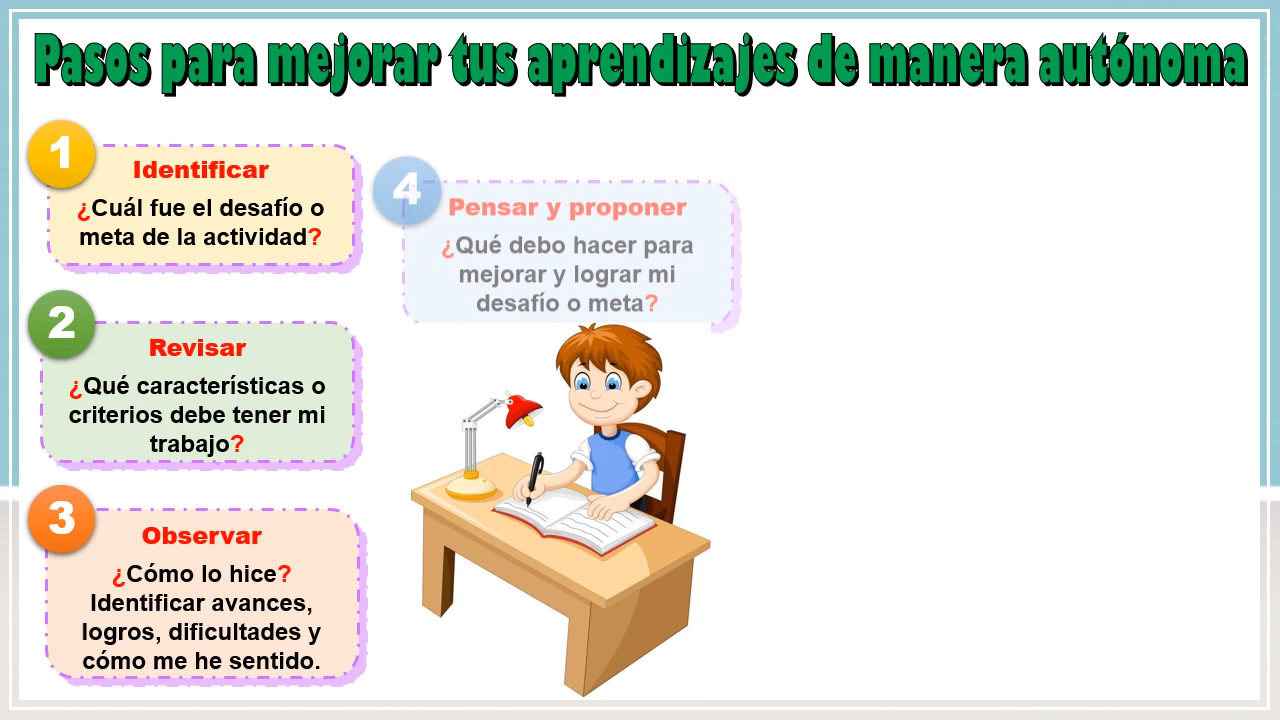 Pasos para mejorar tus aprendizajes de manera autónoma
1
Identificar
¿Cuál fue el desafío o
meta de la actividad?
2
Revisar
¿Qué características o
criterios debe tener mi
trabajo?
3
Observar
¿Cómo lo hice?
Identificar avances,
logros, dificultades y
cómo me he sentido.
4
Pensar y proponer
¿Qué debo hacer para
mejorar y lograr mi
desafío o meta?